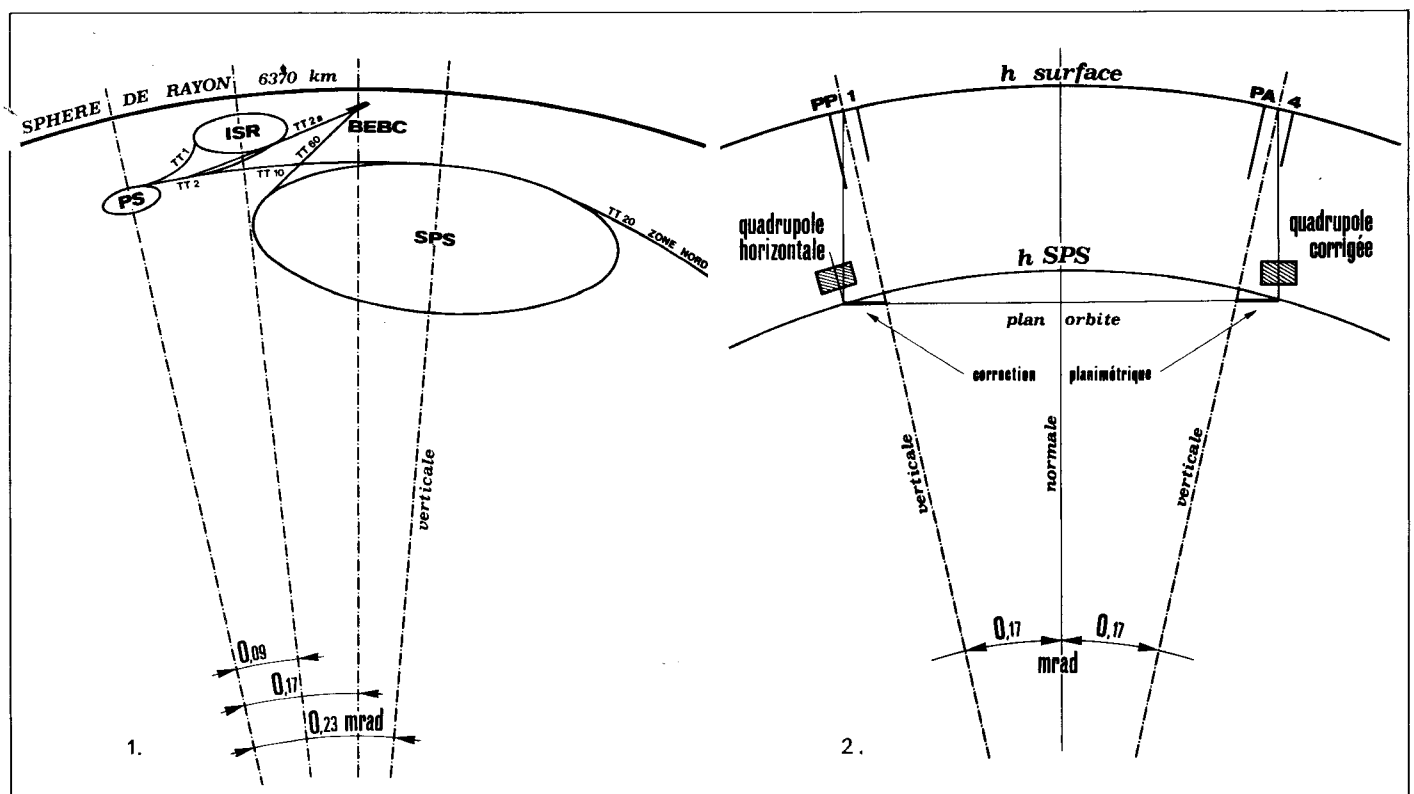 SPHERE DE RAYON 6370 km
ISR
TT1
TT2a
BEBC
TT60
TT2
TT10
PS
SPS
TT20 ZONE NORD
verticale
0,09
0,17
0,23 mrad
1.
h surface
PP 1
PA 4
quadrupole
horizontale
quadrupole
corrigée
h SPS
plan orbite
correction planimétrique
verticale
normale
verticale
0,17 0,17
mrad
2.